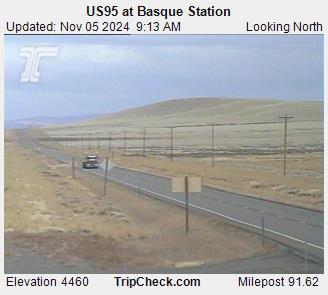 US95 at Basque Station
Updated: Nov 05 2024 9:13 AM Looking North
Elevation 4460 TripCheck.com Milepost 91.62